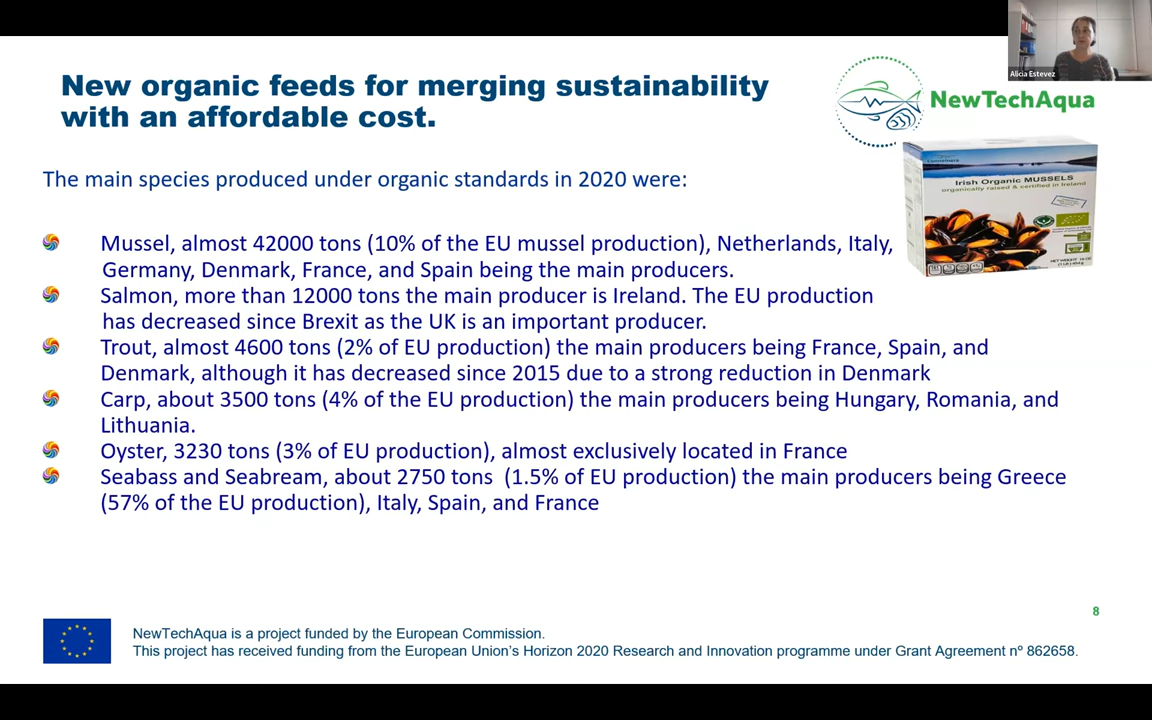 Alicia Estevez
New organic feeds for merging sustainability
with an affordable cost.
NewTechAqua
Irish Organic MUSSELS
organically raised & certified in Ireland
The main species produced under organic standards in 2020 were:
Mussel, almost 42000 tons (10% of the EU mussel production), Netherlands, Italy,
Germany, Denmark, France, and Spain being the main producers.
Salmon, more than 12000 tons the main producer is Ireland. The EU production
has decreased since Brexit as the UK is an important producer.
Trout, almost 4600 tons (2% of EU production) the main producers being France, Spain, and
Denmark, although it has decreased since 2015 due to a strong reduction in Denmark
Carp, about 3500 tons (4% of the EU production) the main producers being Hungary, Romania, and
Lithuania.
Oyster, 3230 tons (3% of EU production), almost exclusively located in France
Seabass and Seabream, about 2750 tons (1.5% of EU production) the main producers being Greece
(57% of the EU production), Italy, Spain, and France
8
NewTechAqua is a project funded by the European Commission.
This project has received funding from the European Union's Horizon 2020 Research and Innovation programme under Grant Agreement nº 862658.